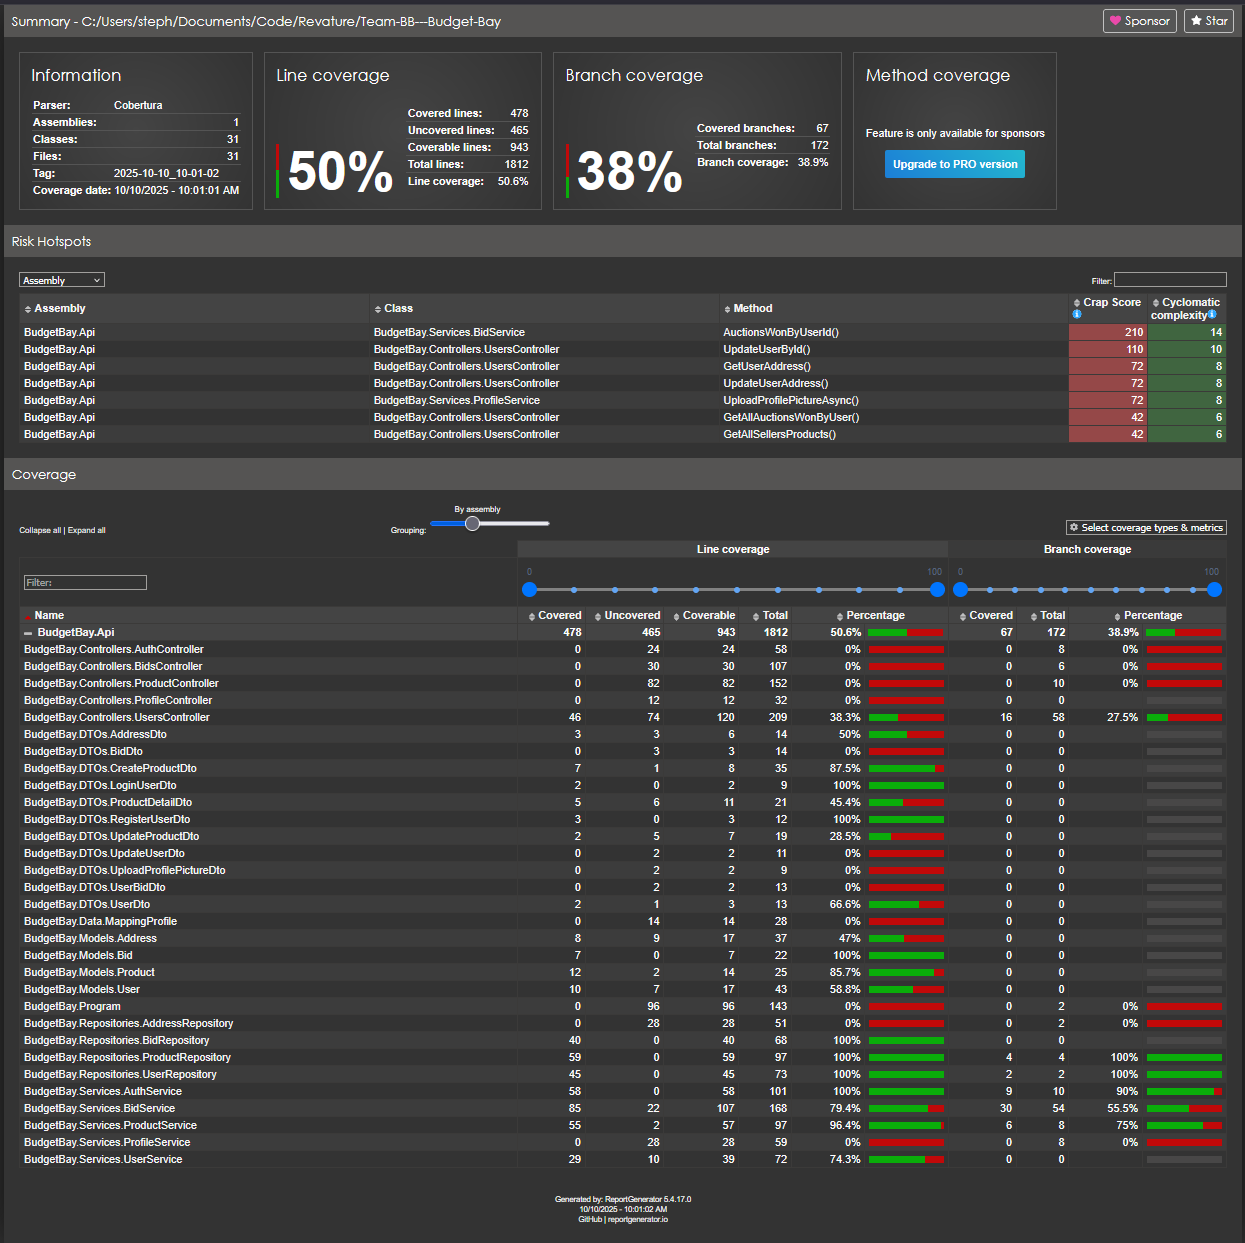 Summary - C:/Users/steph/Documents/Code/Revature/Team-BB---Budget-Bay
Sponsor
Star
Information
Parser: Cobertura
Assemblies: 1
Classes: 31
Files: 31
Tag: 2025-10-10_10-01-02
Coverage date: 10/10/2025 - 10:01:01 AM
Line coverage
50%
Covered lines: 478
Uncovered lines: 465
Coverable lines: 943
Total lines: 1812
Line coverage: 50.6%
Branch coverage
38%
Covered branches: 67
Total branches: 172
Branch coverage: 38.9%
Method coverage
Feature is only available for sponsors
Upgrade to PRO version
Risk Hotspots
Assembly
Filter:
Assembly Class Method Crap Score Cyclomatic complexity
BudgetBay.Api BudgetBay.Services.BidService AuctionsWonByUserId() 210 14
BudgetBay.Api BudgetBay.Controllers.UsersController UpdateUserById() 110 10
BudgetBay.Api BudgetBay.Controllers.UsersController GetUserAddress() 72 8
BudgetBay.Api BudgetBay.Controllers.UsersController UpdateUserAddress() 72 8
BudgetBay.Api BudgetBay.Services.ProfileService UploadProfilePictureAsync() 72 8
BudgetBay.Api BudgetBay.Controllers.UsersController GetAllAuctionsWonByUser() 42 6
BudgetBay.Api BudgetBay.Controllers.UsersController GetAllSellersProducts() 42 6
Coverage
Collapse all | Expand all
Grouping: By assembly
Select coverage types & metrics
Line coverage Branch coverage
Filter:
0 100 0 100
Name Covered Uncovered Coverable Total Percentage Covered Total Percentage
BudgetBay.Api 478 465 943 1812 50.6% 67 172 38.9%
BudgetBay.Controllers.AuthController 0 24 24 58 0% 0 8 0%
BudgetBay.Controllers.BidsController 0 30 30 107 0% 0 6 0%
BudgetBay.Controllers.ProductController 0 82 82 152 0% 0 10 0%
BudgetBay.Controllers.ProfileController 0 12 12 32 0% 0 0
BudgetBay.Controllers.UsersController 46 74 120 209 38.3% 16 58 27.5%
BudgetBay.DTOs.AddressDto 3 3 6 14 50% 0 0
BudgetBay.DTOs.BidDto 0 3 3 14 0% 0 0
BudgetBay.DTOs.CreateProductDto 7 1 8 35 87.5% 0 0
BudgetBay.DTOs.LoginUserDto 2 0 2 9 100% 0 0
BudgetBay.DTOs.ProductDetailDto 5 6 11 21 45.4% 0 0
BudgetBay.DTOs.RegisterUserDto 3 0 3 12 100% 0 0
BudgetBay.DTOs.UpdateProductDto 2 5 7 19 28.5% 0 0
BudgetBay.DTOs.UpdateUserDto 0 2 2 11 0% 0 0
BudgetBay.DTOs.UploadProfilePictureDto 0 2 2 9 0% 0 0
BudgetBay.DTOs.UserBidDto 0 2 2 13 0% 0 0
BudgetBay.DTOs.UserDto 2 1 3 13 66.6% 0 0
BudgetBay.Data.MappingProfile 0 14 14 28 0% 0 0
BudgetBay.Models.Address 8 9 17 37 47% 0 0
BudgetBay.Models.Bid 7 0 7 22 100% 0 0
BudgetBay.Models.Product 12 2 14 25 85.7% 0 0
BudgetBay.Models.User 10 7 17 43 58.8% 0 0
BudgetBay.Program 0 96 96 143 0% 0 2 0%
BudgetBay.Repositories.AddressRepository 0 28 28 51 0% 0 2 0%
BudgetBay.Repositories.BidRepository 40 0 40 68 100% 0 0
BudgetBay.Repositories.ProductRepository 59 0 59 97 100% 4 4 100%
BudgetBay.Repositories.UserRepository 45 0 45 73 100% 2 2 100%
BudgetBay.Services.AuthService 58 0 58 101 100% 9 10 90%
BudgetBay.Services.BidService 85 22 107 168 79.4% 30 54 55.5%
BudgetBay.Services.ProductService 55 2 57 97 96.4% 6 8 75%
BudgetBay.Services.ProfileService 0 28 28 59 0% 0 8 0%
BudgetBay.Services.UserService 29 10 39 72 74.3% 0 0
Generated by: ReportGenerator 5.4.17.0
10/10/2025 - 10:01:02 AM
GitHub | reportgenerator.io